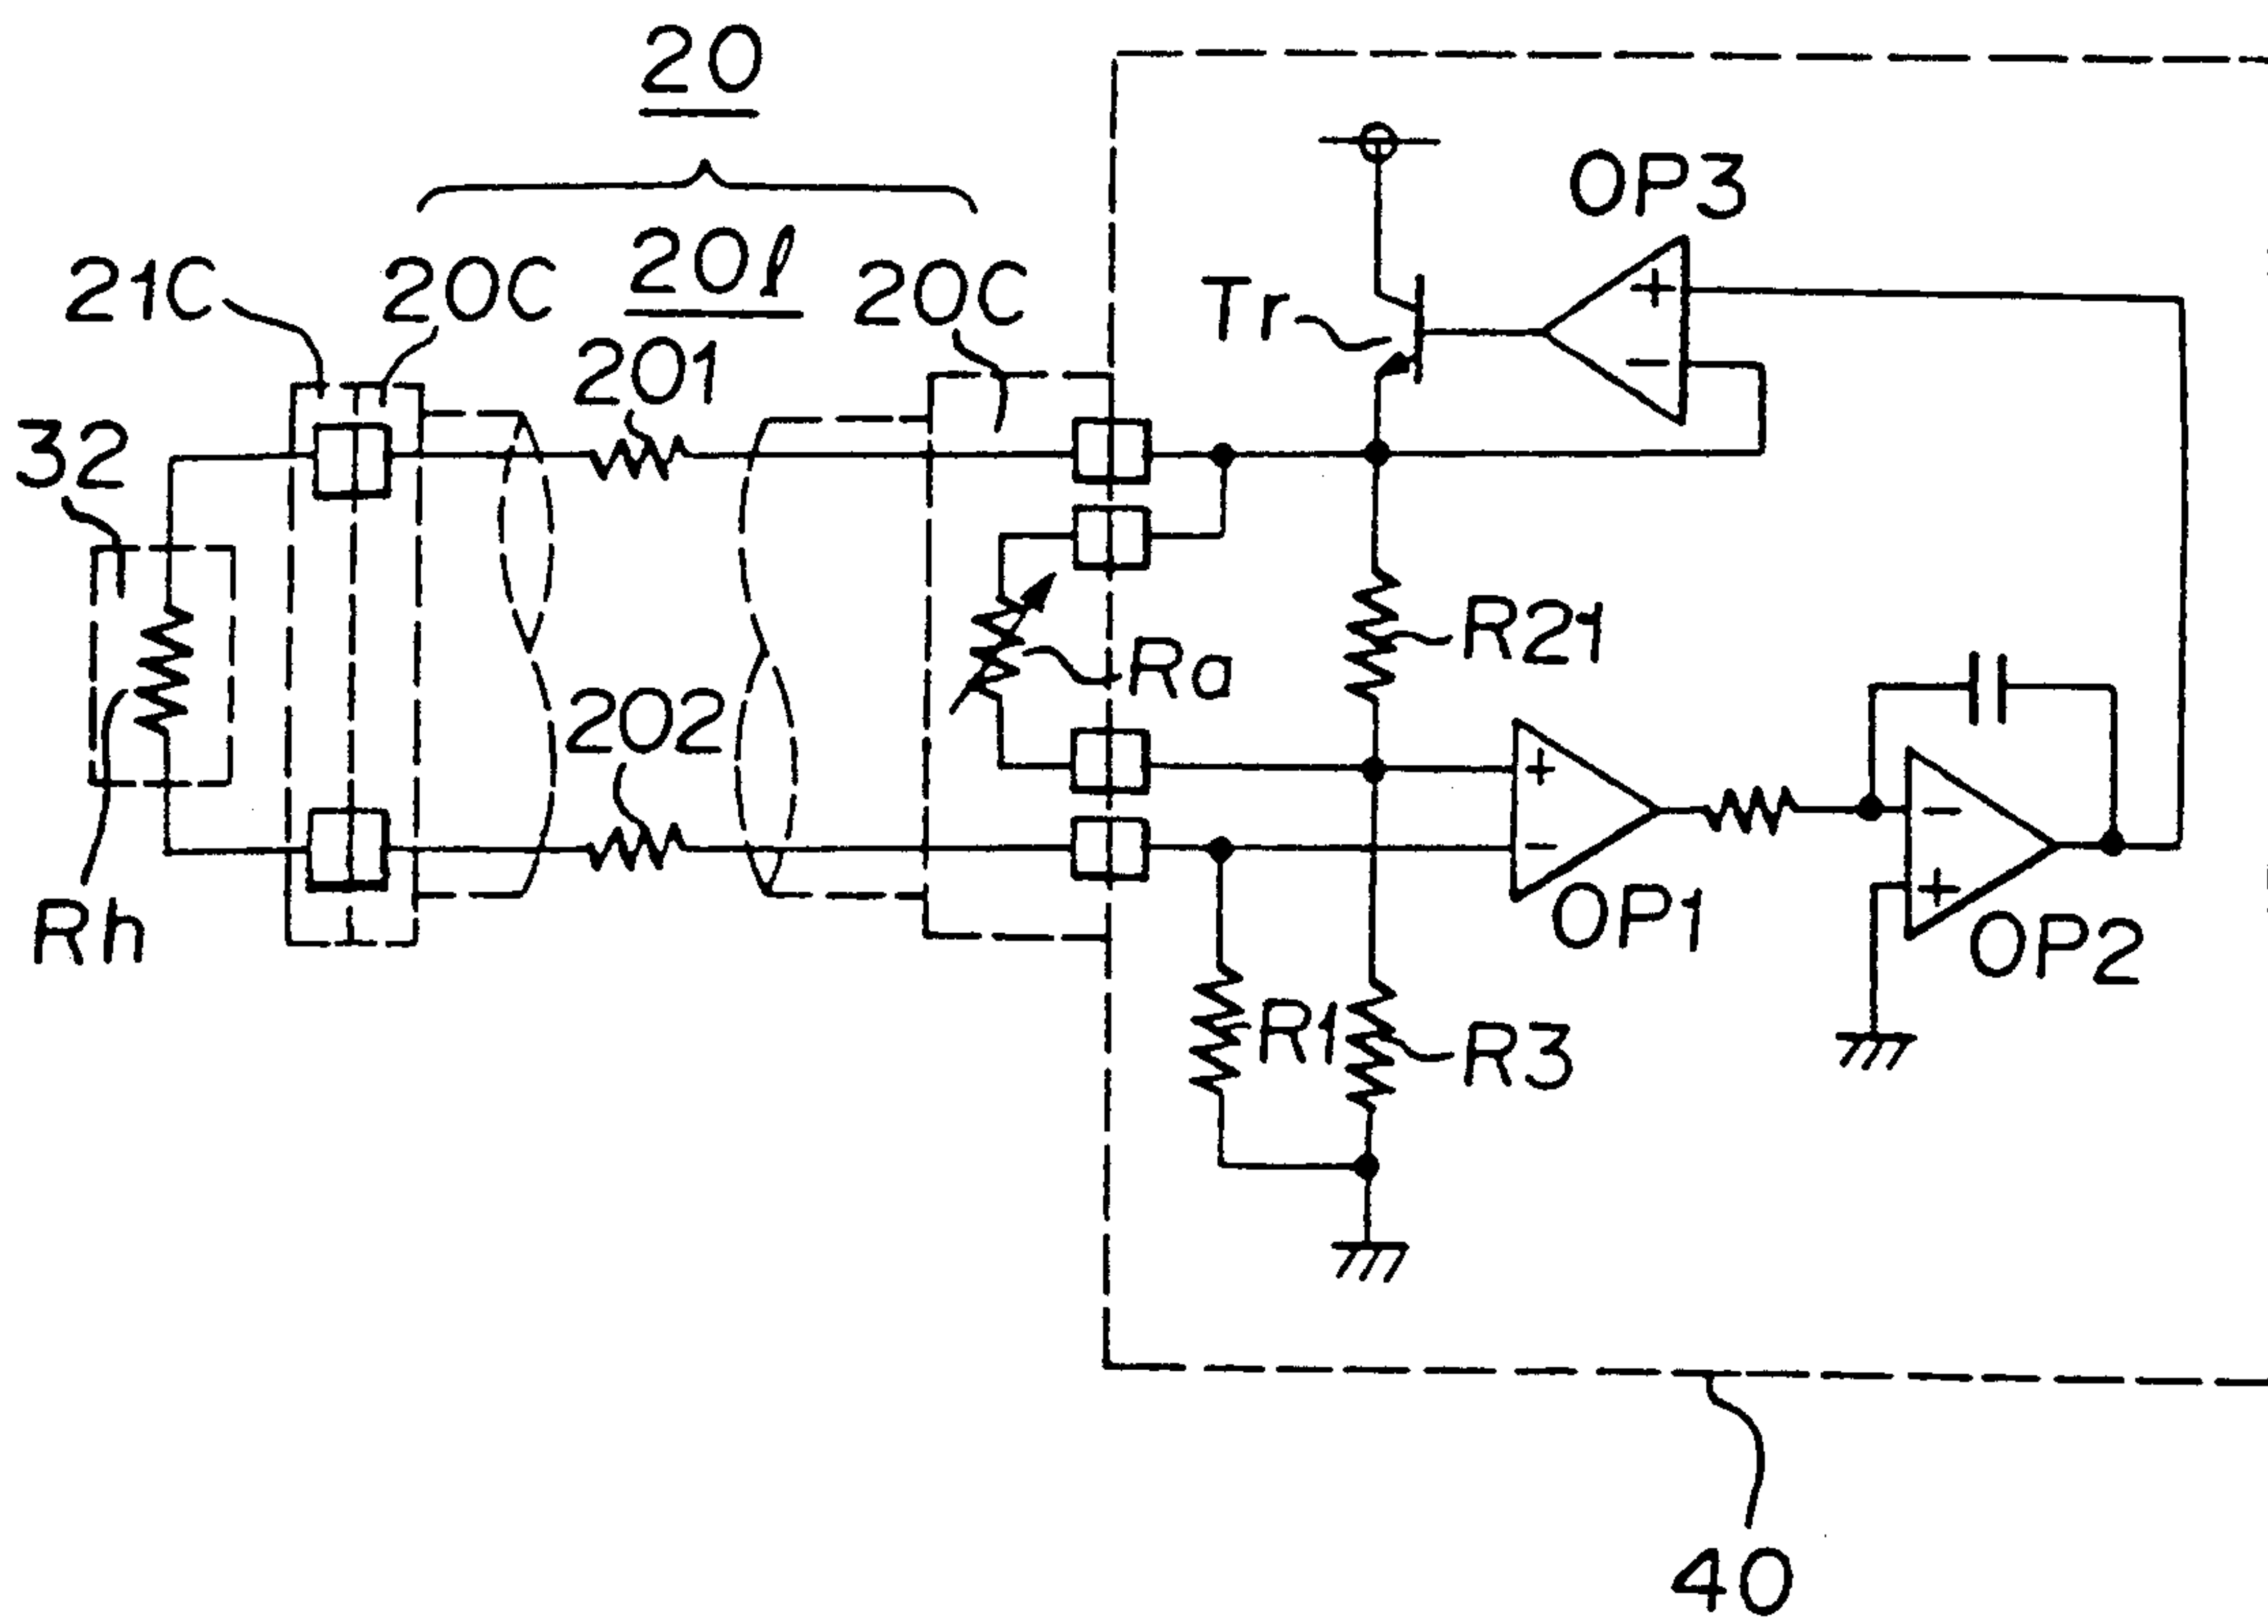 20
OP3
21C
20C
20l
20C
Tr
201
32
R21
Ra
202
+
-
+
-
-
+
Rh
OP1
OP2
R1
R3
40